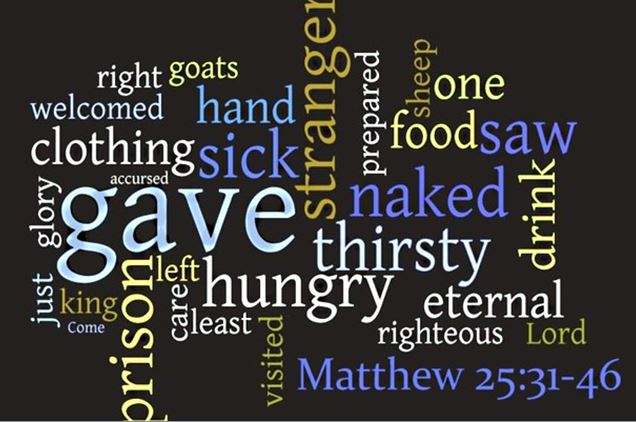 right
goats
welcomed
hand
stranger
prepared
sheep
one
clothing
sick
food
saw
accursed
glory
gave
naked
drink
thirsty
just
king
Come
prison
left
care
hungry
least
visited
eternal
righteous
Lord
Matthew 25:31-46